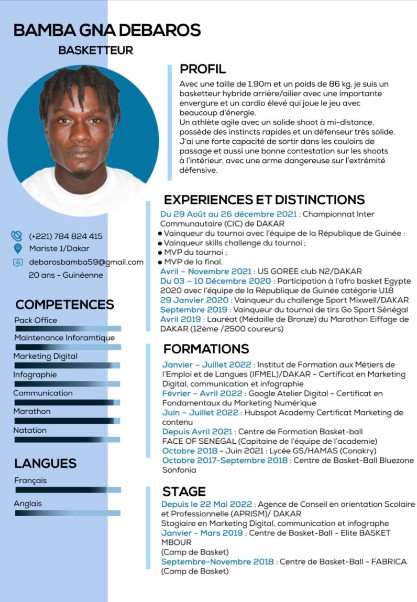 BAMBA GNA DEBAROS
BASKETTEUR
PROFIL
Avec une taille de 1.90m et un poids de 86 kg, je suis un
basketteur hybride arrière/ailier avec une importante
envergure et un cardio élevé qui joue le jeu avec
beaucoup d'énergie.
Un athlète agile avec un solide shoot à mi-distance,
possède des instincts rapides et un défenseur très solide.
J'ai une forte capacité de sortir dans les couloirs de
passage et aussi une bonne contestation sur les shoots
à l'intérieur, avec une arme dangereuse sur l'extrémité
défensive.
(+221) 784 824 415
Mariste 1/Dakar
debarosbamba59@gmail.com
20 ans - Guinéenne
COMPETENCES
Pack Office
Maintenance Inforamtique
Marketing Digital
Infographie
Communication
Marathon
Natation
LANGUES
Français
Anglais
EXPERIENCES ET DISTINCTIONS
Du 29 Août au 26 décembre 2021 : Championnat Inter
Communautaire (CIC) de DAKAR
• Vainqueur du tournoi avec l'équipe de la République de Guinée :
• Vainqueur skills challenge du tournoi ;
• MVP du tournoi ;
• MVP de la final.
Avril – Novembre 2021 : US GOREE club N2/DAKAR
Du 03 – 10 Décembre 2020 : Participation à l'afro basket Egypte
2020 avec l'équipe de la République de Guinée catégorie U18
29 Janvier 2020 : Vainqueur du challenge Sport Mixwell/DAKAR
Septembre 2019 : Vainqueur du tournoi de tirs Go Sport Sénégal
Avril 2019 : Lauréat (Médaille de Bronze) du Marathon Eiffage de
DAKAR (12ème /2500 coureurs)
FORMATIONS
Janvier – Juillet 2022 : Institut de Formation aux Métiers de
l'Emploi et de Langues (IFMEL)/DAKAR - Certificat en Marketing
Digital, communication et infographie
Février – Avril 2022 : Google Atelier Digital - Certificat en
Fondamentaux du Marketing Numérique
Juin – Juillet 2022 : Hubspot Academy Certificat Marketing de
contenu
Depuis Avril 2021 : Centre de Formation Basket-ball
FACE OF SENEGAL (Capitaine de l'équipe de l'academie)
Octobre 2018 - Juin 2021 : Lycée GS/HAMAS (Conakry)
Octobre 2017-Septembre 2018 : Centre de Basket-Ball Bluezone
Sonfonia
STAGE
Depuis le 22 Mai 2022 : Agence de Conseil en orientation Scolaire
et Professionnelle (APRISM)/ DAKAR
Stagiaire en Marketing Digital, communication et infographe
Janvier - Mars 2019 : Centre de Basket-Ball - Elite BASKET
MBOUR
(Camp de Basket)
Septembre-Novembre 2018 : Centre de Basket-Ball - FABRICA
(Camp de Basket)